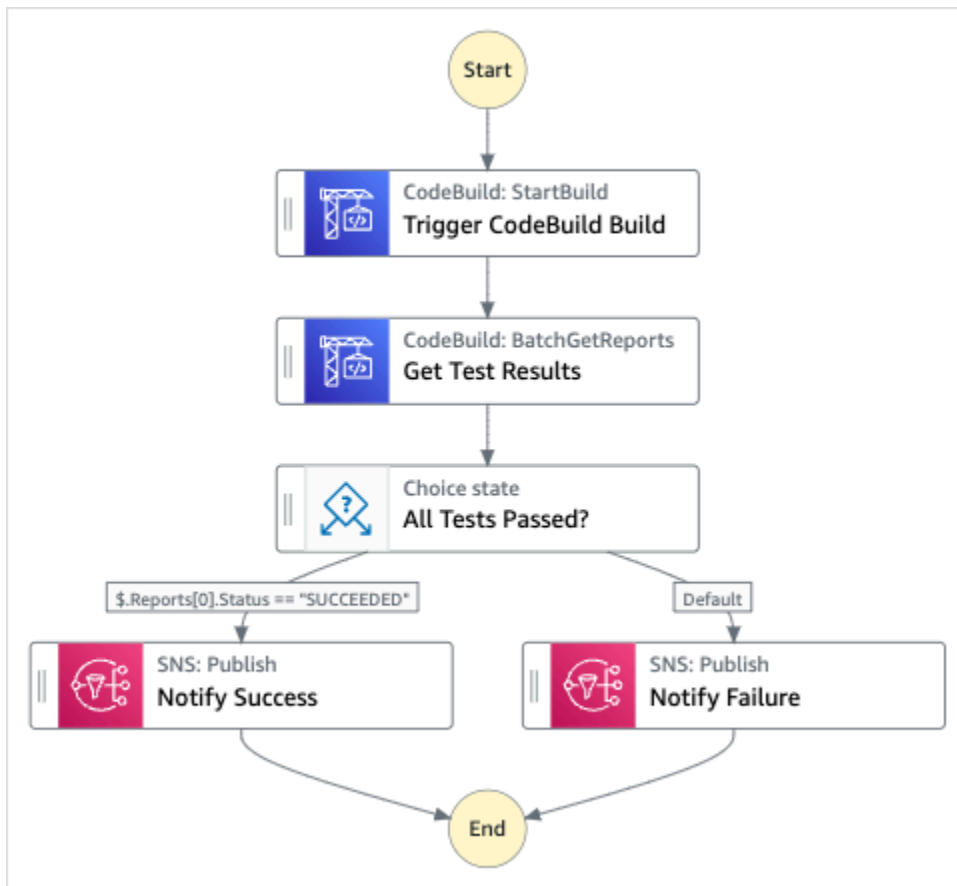 Start
CodeBuild: StartBuild
Trigger CodeBuild Build
CodeBuild: BatchGetReports
Get Test Results
Choice state
All Tests Passed?
$.Reports[0].Status == "SUCCEEDED"
Default
SNS: Publish
Notify Success
SNS: Publish
Notify Failure
End